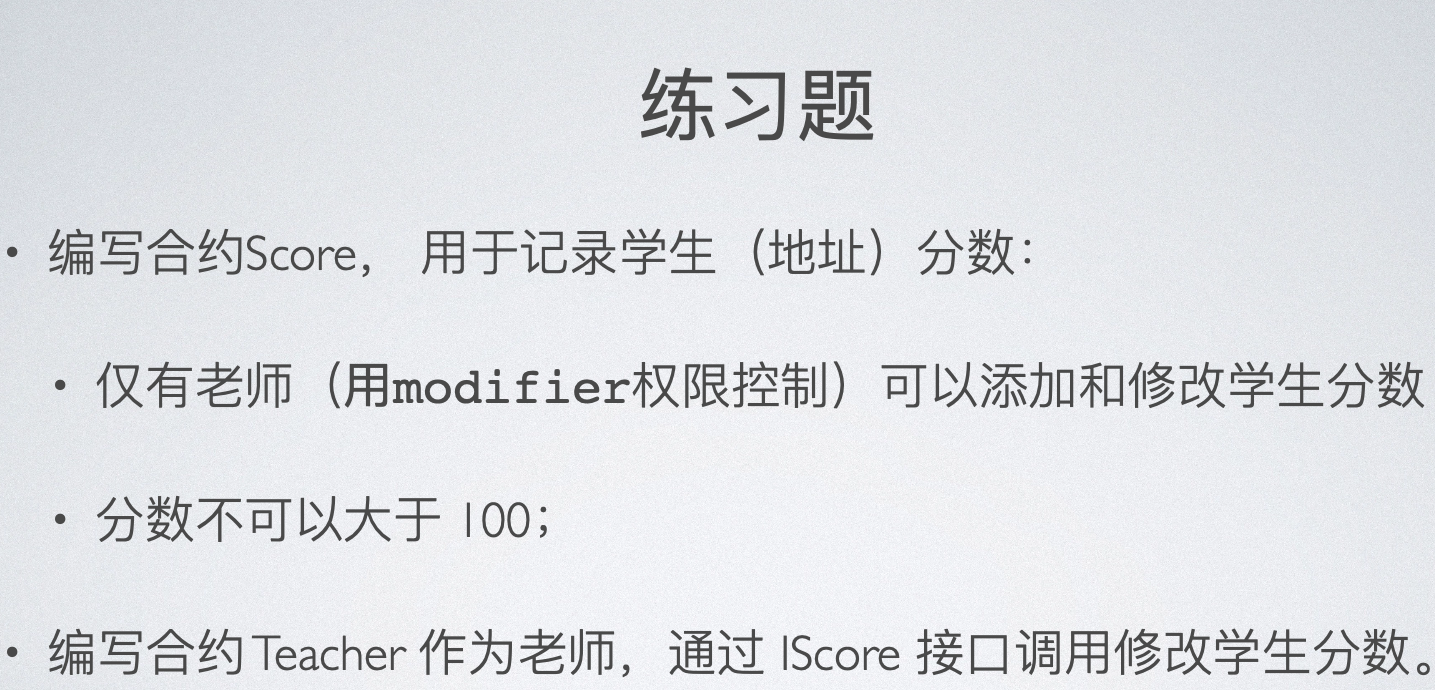 练习题
• 编写合约Score， 用于记录学生（地址）分数：
• 仅有老师（用modifier权限控制）可以添加和修改学生分数
• 分数不可以大于 100；
• 编写合约 Teacher 作为老师，通过 IScore 接口调用修改学生分数。